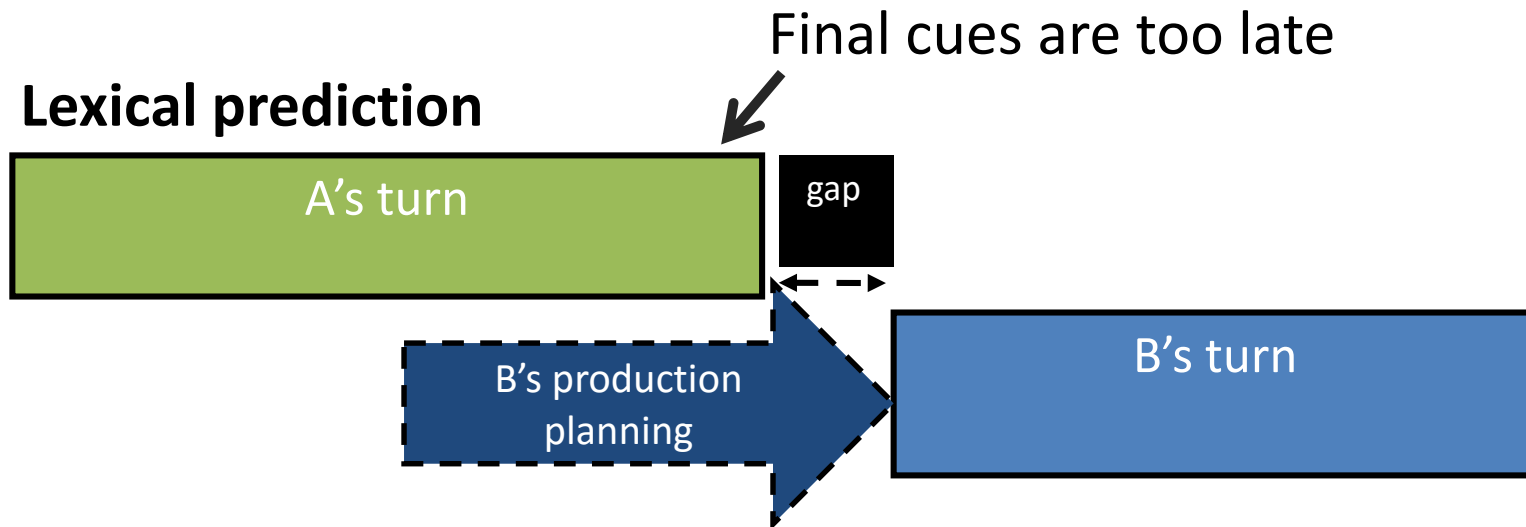 Final cues are too late
Lexical prediction
A’s turn
gap
B’s production
planning
B’s turn